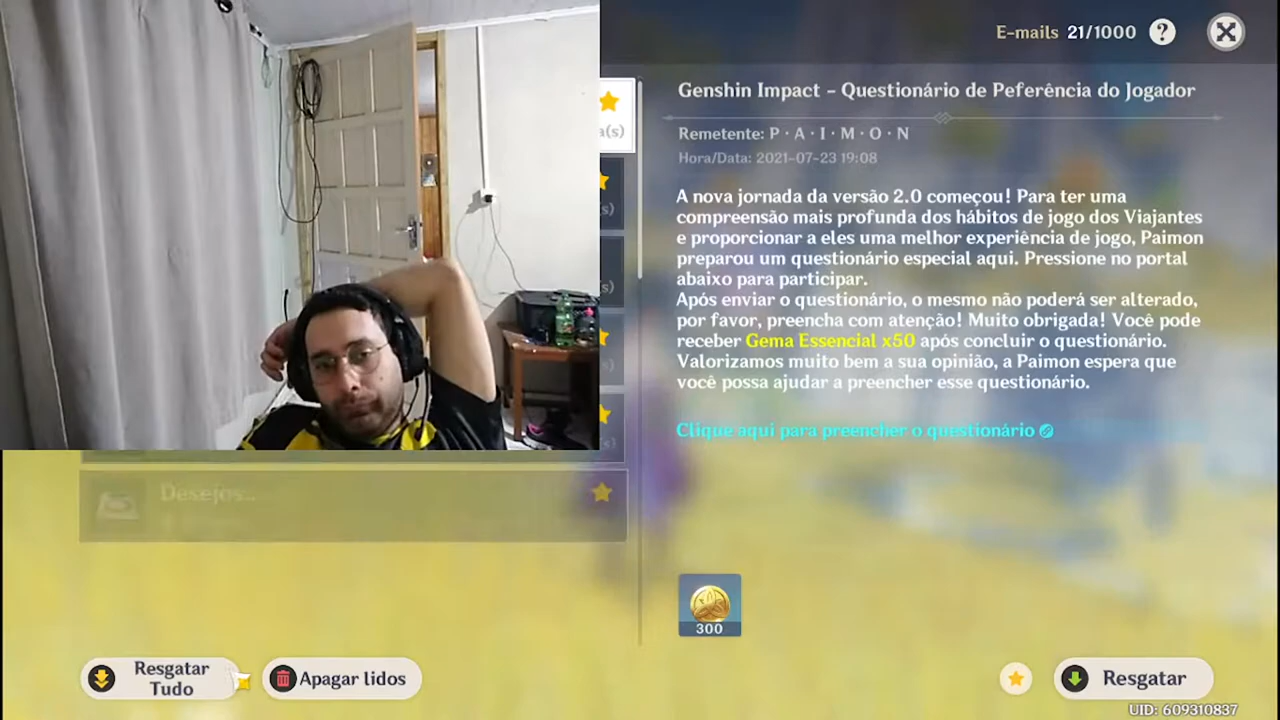 E-mails 21/1000 ?
Genshin Impact - Questionário de Peferência do Jogador
Remetente: P·A·I·M·O·N
Hora/Data: 2021-07-23 19:08
a(s)
s)
s)
s)
s)
A nova jornada da versão 2.0 começou! Para ter uma
compreensão mais profunda dos hábitos de jogo dos Viajantes
e proporcionar a eles uma melhor experiência de jogo, Paimon
preparou um questionário especial aqui. Pressione no portal
abaixo para participar.
Após enviar o questionário, o mesmo não poderá ser alterado,
por favor, preencha com atenção! Muito obrigada! Você pode
receber Gema Essencial x50 após concluir o questionário.
Valorizamos muito bem a sua opinião, a Paimon espera que
você possa ajudar a preencher esse questionário.
Clique aqui para preencher o questionário
Desejos...
300
Resgatar
Tudo
Apagar lidos
Resgatar
UID: 609310837